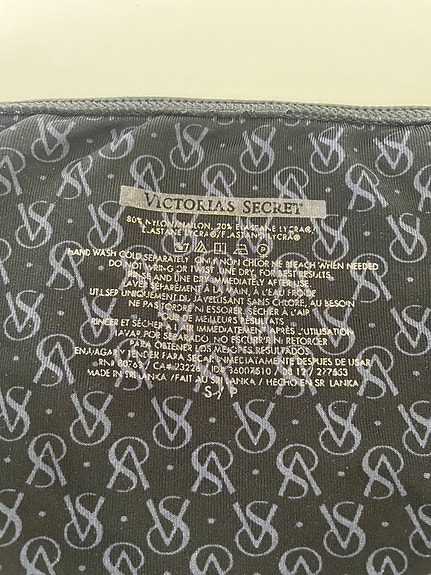 VICTORIA'S SECRET
80% NYLON/NAILON, 20% ELASTANE LYCRA®
ELASTANE LYCRA®/ELASTANO LYCRA®
HAND WASH COLD SEPARATELY. ONLY NON CHLORINE BLEACH WHEN NEEDED
DO NOT WRING OR TWIST. LINE DRY, FOR BEST RESULTS,
RINSE AND LINE DRY IMMEDIATELY AFTER USE
LAVER SÉPARÉMENT À LA MAIN, À L'EAU FROIDE
UTILISER UNIQUEMENT DU JAVELLISANT SANS CHLORE, AU BESOIN
NE PAS TORDRE NI ESSORER. SÉCHER À L'AIR
POUR DE MEILLEURS RÉSULTATS,
RINCER ET SÉCHER À L'AIR IMMÉDIATEMENT APRÈS L'UTILISATION
LAVAR POR SEPARADO, NO ESCURRIR NI RETORCER
PARA OBTENER LOS MEJORES RESULTADOS,
ENJUAGAR Y TENDER PARA SECAR INMEDIATAMENTE DESPUES DE USAR
RN# CA# 23228
MADE IN SRI LANKA / FAIT AU SRI LANKA / HECHO EN SRI LANKA